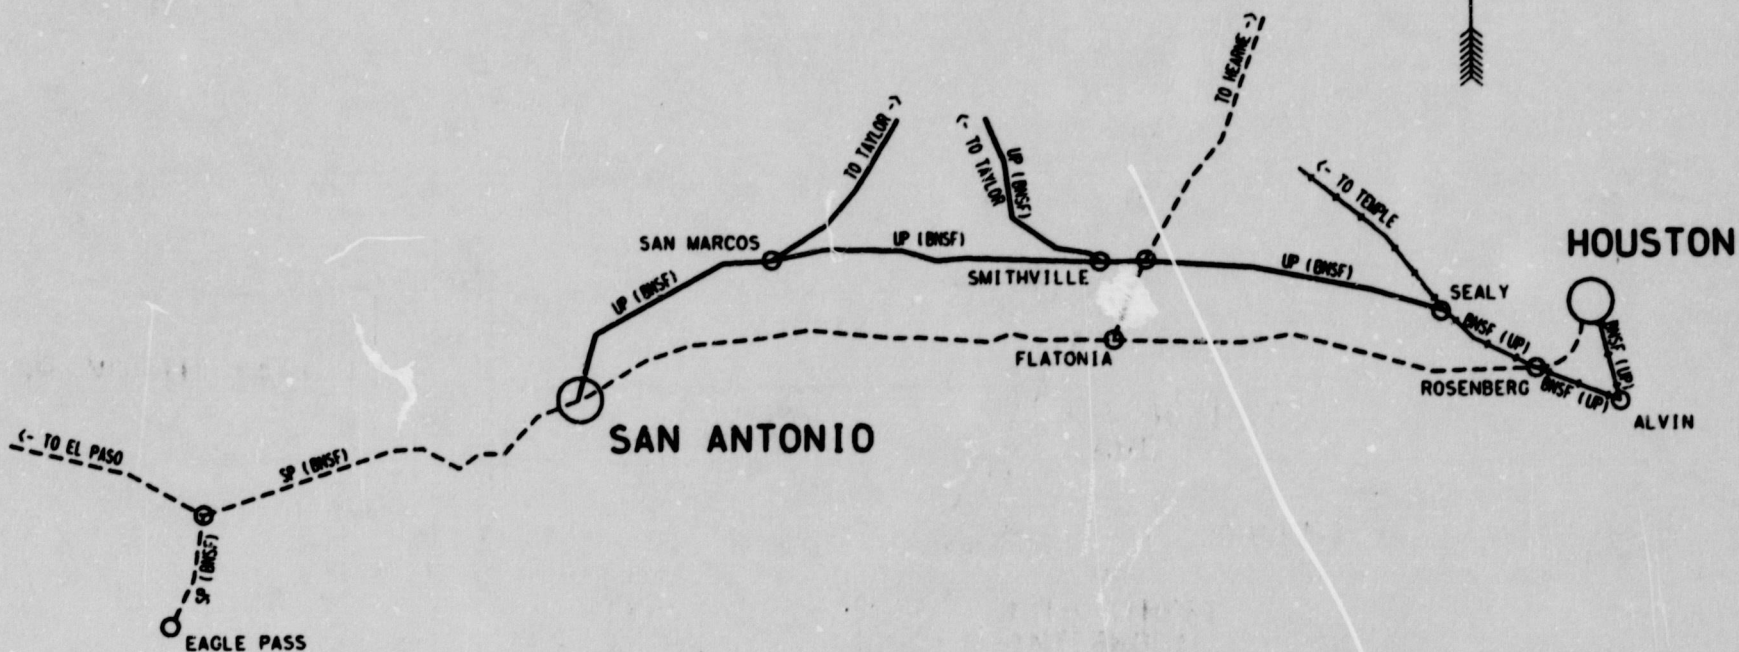 TO HEARNE ->
TO TAYLOR ->
<- TO TAYLOR
UP (BNSF)
<- TO TEMPLE
HOUSTON
SAN MARCOS
UP (BNSF)
UP (BNSF)
SMITHVILLE
UP (BNSF)
UP (BNSF)
SEALY
BNSF (UP)
BNSF (UP)
FLATONIA
ROSENBERG
BNSF (UP)
ALVIN
SAN ANTONIO
<- TO EL PASO
SP (BNSF)
SP (BNSF)
EAGLE PASS